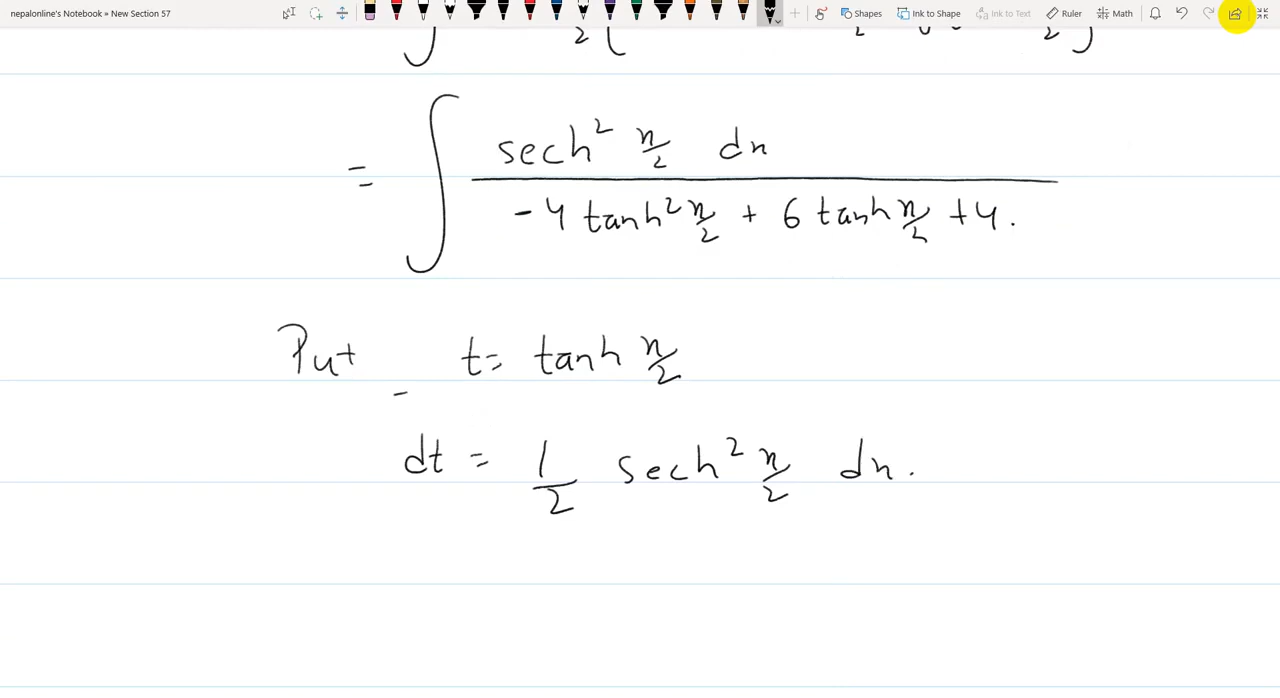 nepalonline's Notebook » New Section 57
Shapes Ink to Shape Ink to Text Ruler Math
= ∫ sech² x/2 dx
-4 tanh² x/2 + 6 tanh x/2 + 4.
Put t = tanh x/2
dt = 1/2 sech² x/2 dx.